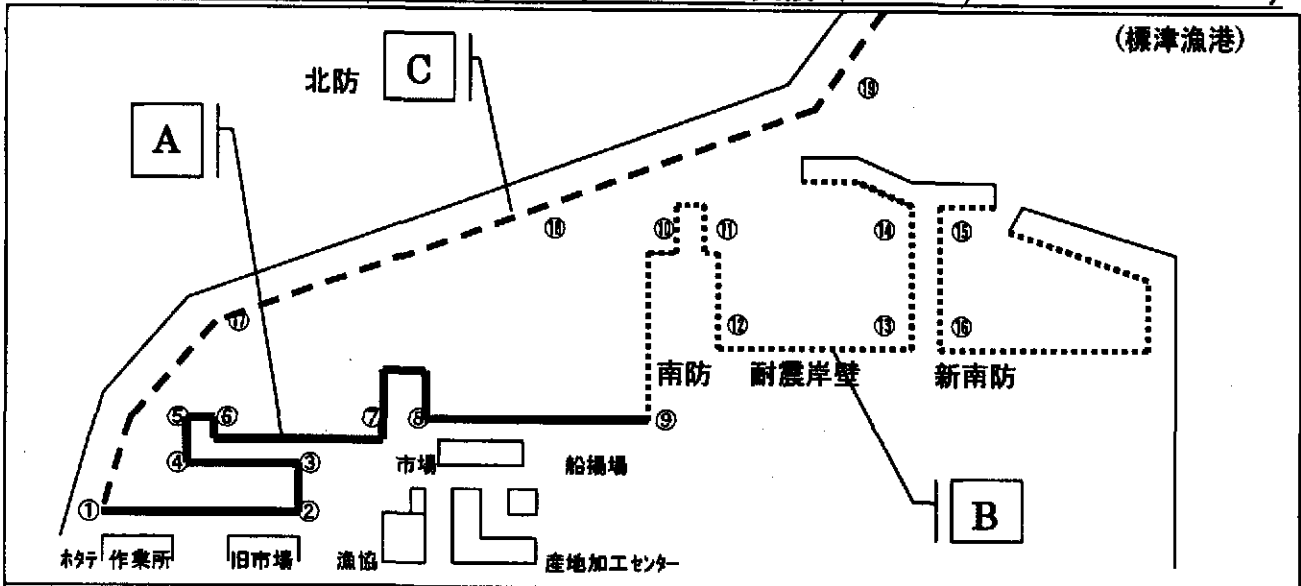 (標津漁港)
北防
C
A
⑲
⑱
⑩
⑪
⑭
⑮
⑰
⑫
⑬
⑯
南防
耐震岸壁
新南防
⑤
⑥
⑦
⑧
⑨
④
③
市場
船揚場
①
②
B
ホタテ
作業所
旧市場
漁協
産地加工センター